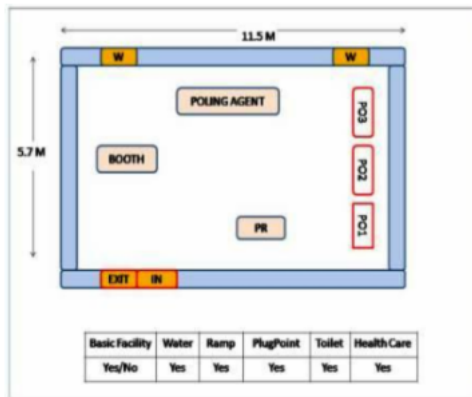 11.5 M
W
W
POLING AGENT
PO3
5.7 M
BOOTH
PO2
PR
PO1
EXIT
IN
Basic Facility Water Ramp PlugPoint Toilet Health Care
Yes/No Yes Yes Yes Yes Yes